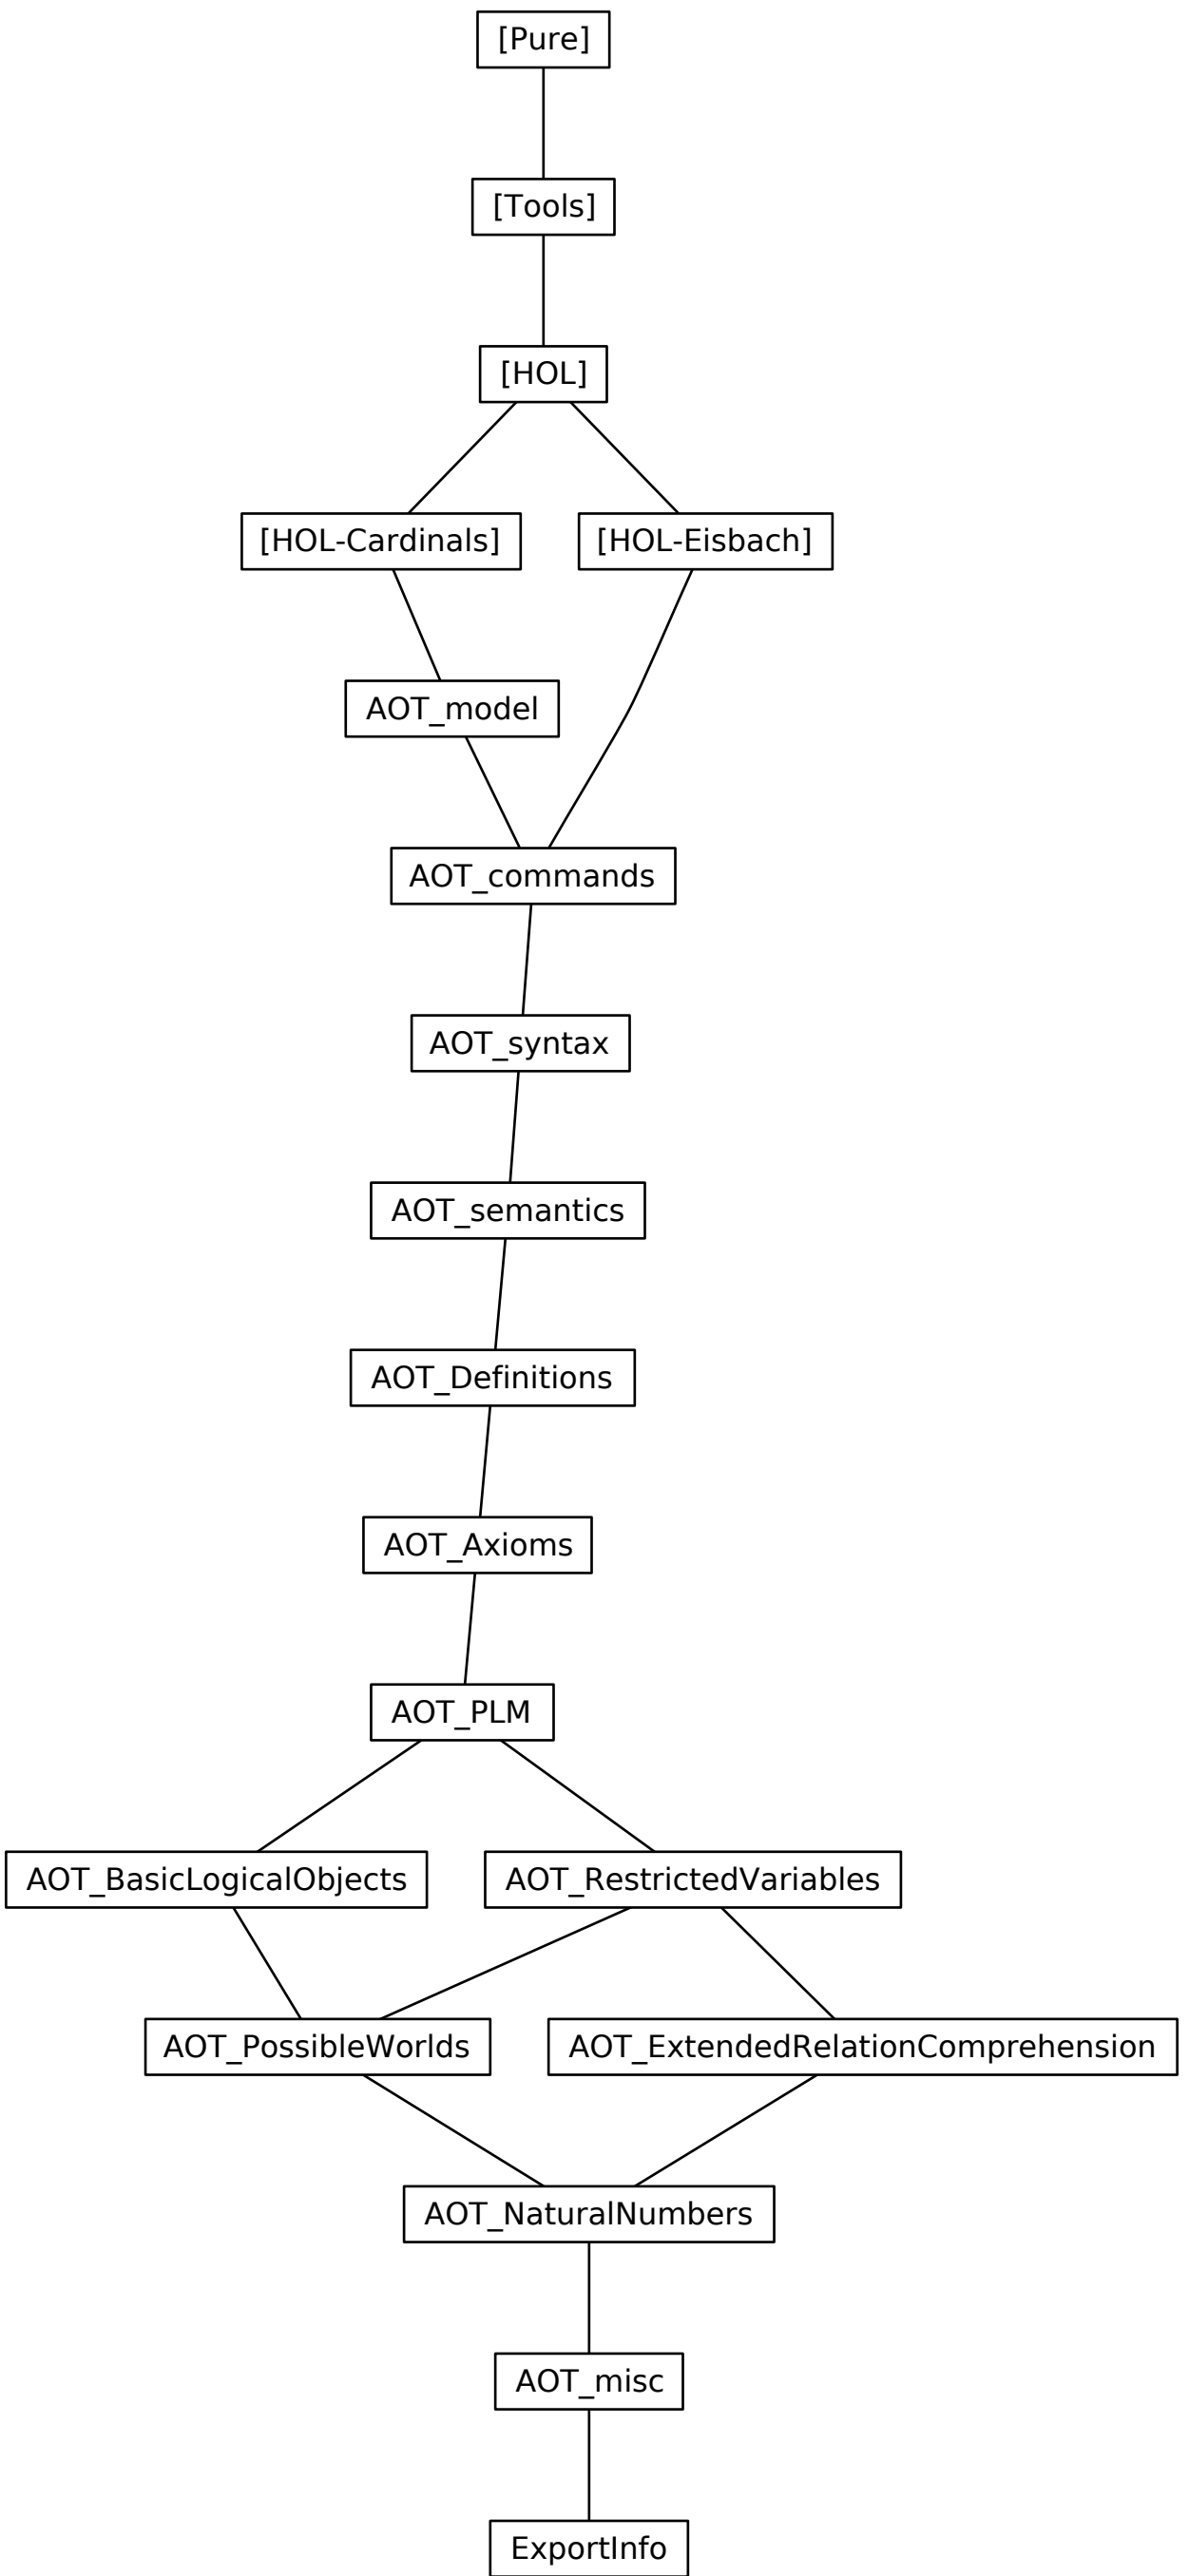 [Pure]
[Tools]
[HOL]
[HOL-Cardinals]
[HOL-Eisbach]
AOT_model
AOT_commands
AOT_syntax
AOT_semantics
AOT_Definitions
AOT_Axioms
AOT_PLM
AOT_BasicLogicalObjects
AOT_RestrictedVariables
AOT_PossibleWorlds
AOT_ExtendedRelationComprehension
AOT_NaturalNumbers
AOT_misc
ExportInfo